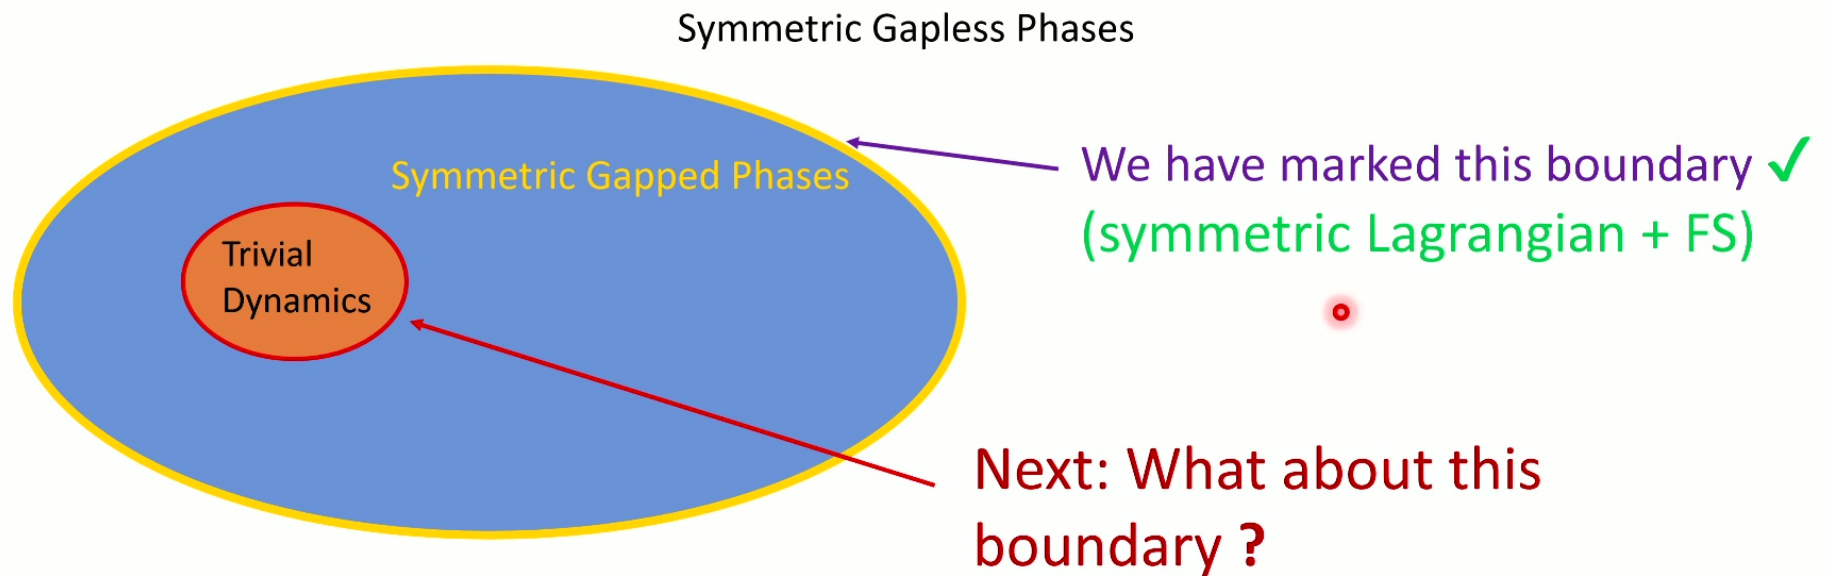 Symmetric Gapless Phases
Symmetric Gapped Phases
Trivial
Dynamics
We have marked this boundary ✓
(symmetric Lagrangian + FS)
Next: What about this
boundary ?